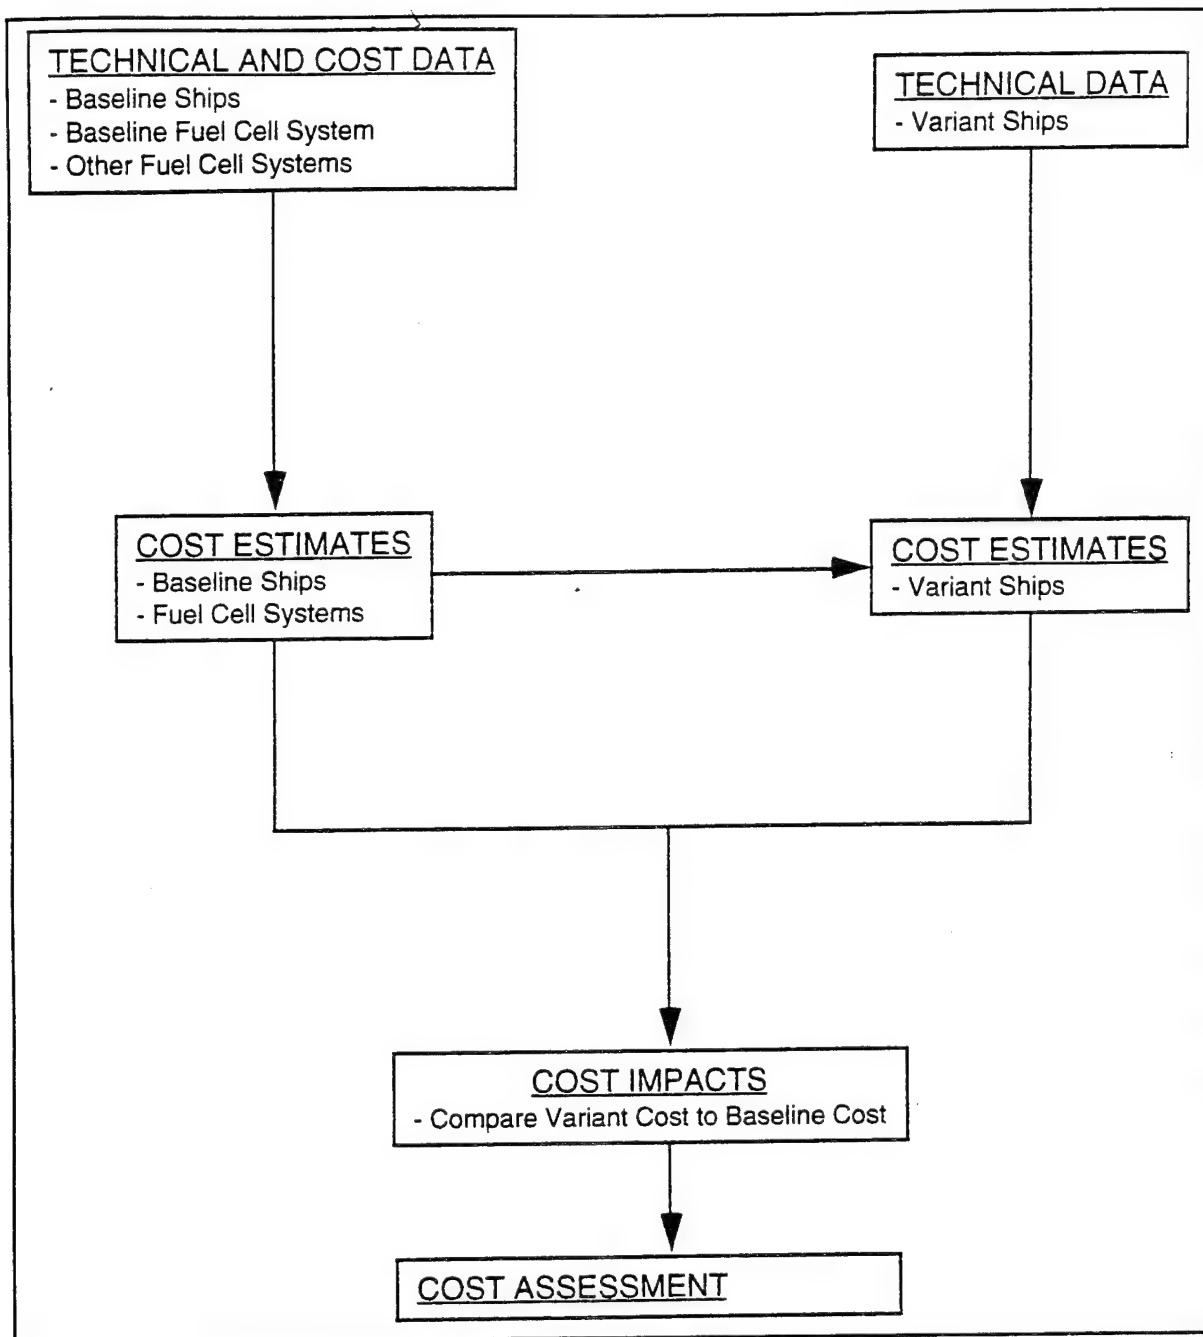 TECHNICAL AND COST DATA
- Baseline Ships
- Baseline Fuel Cell System
- Other Fuel Cell Systems
TECHNICAL DATA
- Variant Ships
COST ESTIMATES
- Baseline Ships
- Fuel Cell Systems
COST ESTIMATES
- Variant Ships
COST IMPACTS
- Compare Variant Cost to Baseline Cost
COST ASSESSMENT